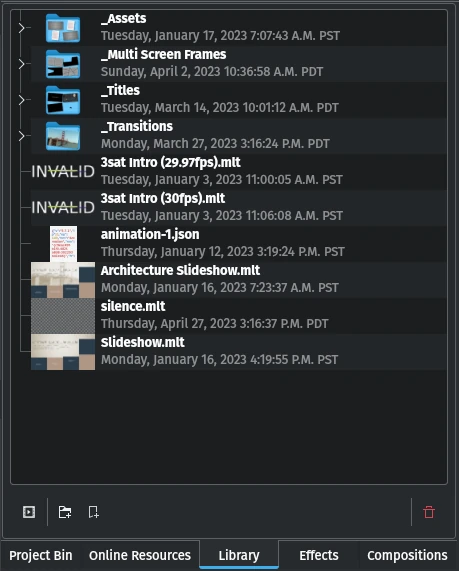 _Assets
Tuesday, January 17, 2023 7:07:43 A.M. PST
_Multi Screen Frames
Sunday, April 2, 2023 10:36:58 A.M. PDT
_Titles
Tuesday, March 14, 2023 10:01:12 A.M. PDT
_Transitions
Monday, March 27, 2023 3:16:24 P.M. PDT
INVALID
3sat Intro (29.97fps).mlt
Tuesday, January 3, 2023 11:00:05 A.M. PST
INVALID
3sat Intro (30fps).mlt
Tuesday, January 3, 2023 11:06:08 A.M. PST
animation-1.json
Thursday, January 12, 2023 3:19:24 P.M. PST
Architecture Slideshow.mlt
Monday, January 16, 2023 7:23:37 A.M. PST
silence.mlt
Thursday, April 27, 2023 3:16:37 P.M. PDT
Slideshow.mlt
Monday, January 16, 2023 4:19:55 P.M. PST
Project Bin Online Resources Library Effects Compositions